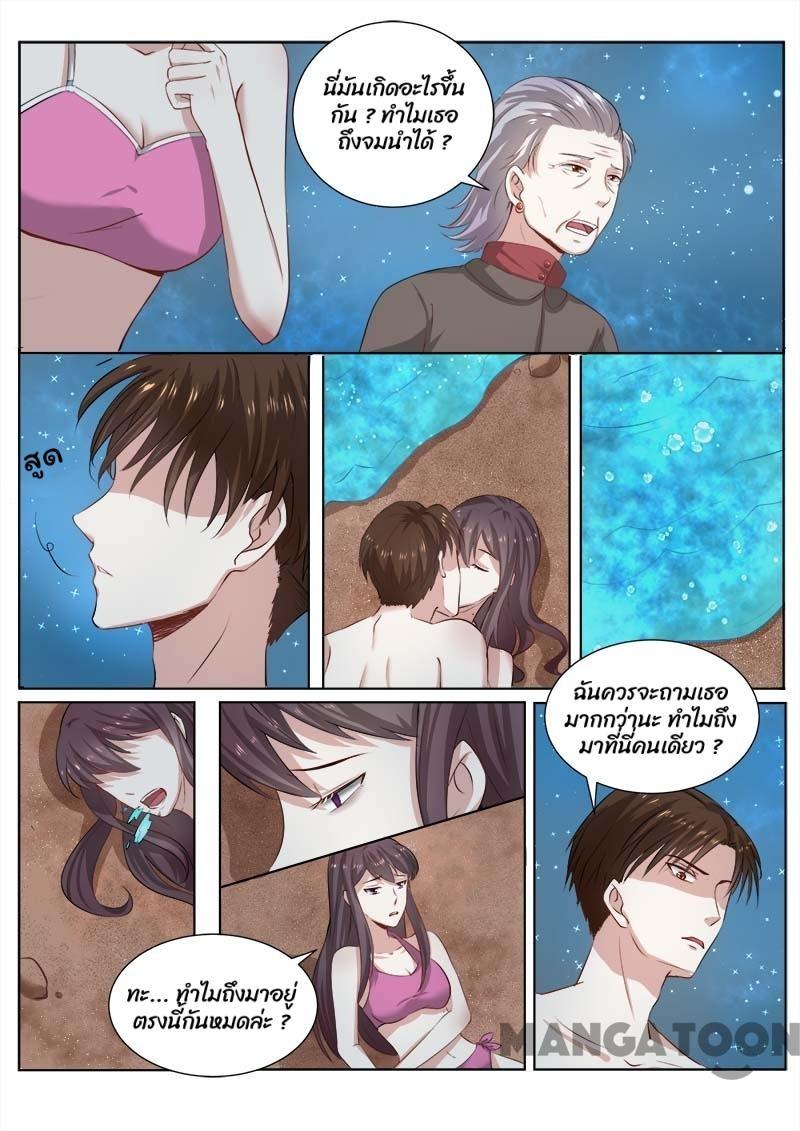 นี่มันเกิดอะไรขึ้น
กัน ? ทำไมเธอ
ถึงจมน้ำได้ ?
สูด
ฉันควรจะถามเธอ
มากกว่านะ ทำไมถึง
มาที่นี่คนเดียว ?
ทะ... ทำไมถึงมาอยู่
ตรงนี้กันหมดล่ะ ?
MANGATOON